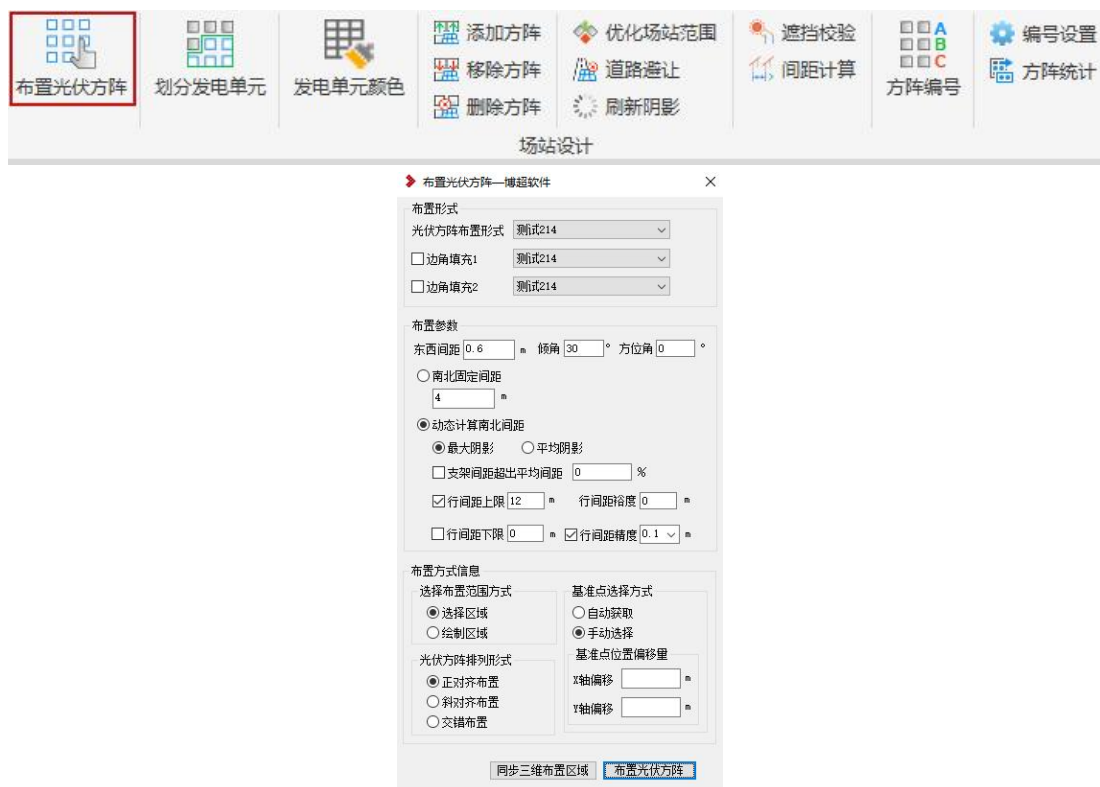 布置光伏方阵
划分发电单元
发电单元颜色
添加方阵
移除方阵
删除方阵
优化场站范围
道路避让
刷新阴影
遮挡校验
间距计算
A
B
C
方阵编号
编号设置
方阵统计
场站设计
布置光伏方阵—博超软件
布置形式
光伏方阵布置形式 测试214
边角填充1 测试214
边角填充2 测试214
布置参数
东西间距 0.6 m 倾角 30 ° 方位角 0 °
南北固定间距
4 m
动态计算南北间距
最大阴影 平均阴影
支架间距超出平均间距 0 %
行间距上限 12 m 行间距裕度 0 m
行间距下限 0 m 行间距精度 0.1 m
布置方式信息
选择布置范围方式
选择区域
绘制区域
光伏方阵排列形式
正对齐布置
斜对齐布置
交错布置
基准点选择方式
自动获取
手动选择
基准点位置偏移量
X轴偏移 m
Y轴偏移 m
同步三维布置区域 布置光伏方阵